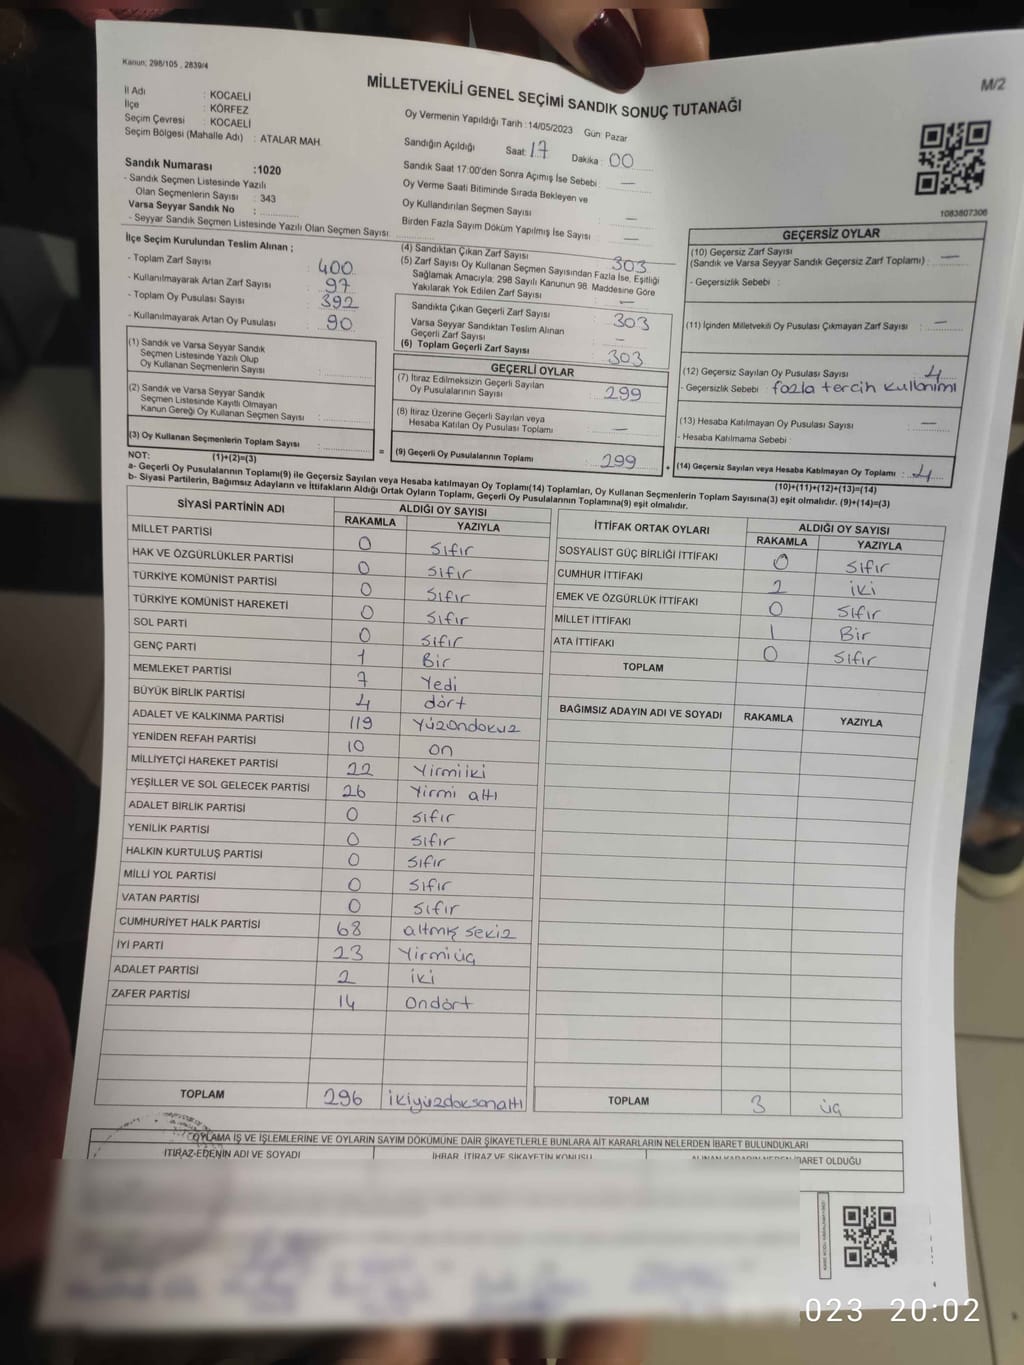 Kanun; 298/105 , 2839/4
M/2
MİLLETVEKİLİ GENEL SEÇİMİ SANDIK SONUÇ TUTANAĞI
İl Adı : KOCAELİ
İlçe : KÖRFEZ
Seçim Çevresi : KOCAELİ
Seçim Bölgesi (Mahalle Adı) : ATALAR MAH.
Sandık Numarası :1020
- Sandık Seçmen Listesinde Yazılı
Olan Seçmenlerin Sayısı : 343
Varsa Seyyar Sandık No :
- Seyyar Sandık Seçmen Listesinde Yazılı Olan Seçmen Sayısı
Oy Vermenin Yapıldığı Tarih :14/05/2023 Gün: Pazar
Sandığın Açıldığı Saat: 17 Dakika : 00
Sandık Saat 17:00'den Sonra Açımış İse Sebebi : —
Oy Verme Saati Bitiminde Sırada Bekleyen ve
Oy Kullandırılan Seçmen Sayısı : —
Birden Fazla Sayım Döküm Yapılmış İse Sayısı : —
1083807306
İlçe Seçim Kurulundan Teslim Alınan ;
- Toplam Zarf Sayısı : 400
- Kullanılmayarak Artan Zarf Sayısı : 97
- Toplam Oy Pusulası Sayısı : 392
- Kullanılmayarak Artan Oy Pusulası : 90
(1) Sandık ve Varsa Seyyar Sandık
Seçmen Listesinde Yazılı Olup
Oy Kullanan Seçmenlerin Sayısı :
(2) Sandık ve Varsa Seyyar Sandık
Seçmen Listesinde Kayıtlı Olmayan
Kanun Gereği Oy Kullanan Seçmen Sayısı :
(3) Oy Kullanan Seçmenlerin Toplam Sayısı :
(1)+(2)=(3)
(4) Sandıktan Çıkan Zarf Sayısı : 303
(5) Zarf Sayısı Oy Kullanan Seçmen Sayısından Fazla İse, Eşitliği
Sağlamak Amacıyla; 298 Sayılı Kanunun 98. Maddesine Göre
Yakılarak Yok Edilen Zarf Sayısı : —
Sandıkta Çıkan Geçerli Zarf Sayısı : 303
Varsa Seyyar Sandıktan Teslim Alınan
Geçerli Zarf Sayısı : —
(6) Toplam Geçerli Zarf Sayısı : 303
GEÇERLİ OYLAR
(7) İtiraz Edilmeksizin Geçerli Sayılan
Oy Pusulalarının Sayısı : 299
(8) İtiraz Üzerine Geçerli Sayılan veya
Hesaba Katılan Oy Pusulası Toplamı : —
= (9) Geçerli Oy Pusulalarının Toplamı : 299
GEÇERSİZ OYLAR
(10) Geçersiz Zarf Sayısı
(Sandık ve Varsa Seyyar Sandık Geçersiz Zarf Toplamı) : —
- Geçersizlik Sebebi :
(11) İçinden Milletvekili Oy Pusulası Çıkmayan Zarf Sayısı : —
(12) Geçersiz Sayılan Oy Pusulası Sayısı : 4
- Geçersizlik Sebebi : fazla tercih kullanımı
(13) Hesaba Katılmayan Oy Pusulası Sayısı : —
- Hesaba Katılmama Sebebi :
+ (14) Geçersiz Sayılan veya Hesaba Katılmayan Oy Toplamı : 4
(10)+(11)+(12)+(13)=(14)
NOT:
a- Geçerli Oy Pusulalarının Toplamı(9) ile Geçersiz Sayılan veya Hesaba katılmayan Oy Toplamı(14) Toplamları, Oy Kullanan Seçmenlerin Toplam Sayısına(3) eşit olmalıdır. (9)+(14)=(3)
b- Siyasi Partilerin, Bağımsız Adayların ve İttifakların Aldığı Ortak Oyların Toplamı, Geçerli Oy Pusulalarının Toplamına(9) eşit olmalıdır.
SİYASİ PARTİNİN ADI ALDIĞI OY SAYISI
RAKAMLA YAZIYLA
MİLLET PARTİSİ 0 Sıfır
HAK VE ÖZGÜRLÜKLER PARTİSİ 0 Sıfır
TÜRKİYE KOMÜNİST PARTİSİ 0 Sıfır
TÜRKİYE KOMÜNİST HAREKETİ 0 Sıfır
SOL PARTİ 0 Sıfır
GENÇ PARTİ 1 Bir
MEMLEKET PARTİSİ 7 Yedi
BÜYÜK BİRLİK PARTİSİ 4 dört
ADALET VE KALKINMA PARTİSİ 119 Yüzondokuz
YENİDEN REFAH PARTİSİ 10 on
MİLLİYETÇİ HAREKET PARTİSİ 22 Yirmiiki
YEŞİLLER VE SOL GELECEK PARTİSİ 26 Yirmi altı
ADALET BİRLİK PARTİSİ 0 Sıfır
YENİLİK PARTİSİ 0 Sıfır
HALKIN KURTULUŞ PARTİSİ 0 Sıfır
MİLLİ YOL PARTİSİ 0 Sıfır
VATAN PARTİSİ 0 Sıfır
CUMHURİYET HALK PARTİSİ 68 altmış sekiz
İYİ PARTİ 23 Yirmiüç
ADALET PARTİSİ 2 iki
ZAFER PARTİSİ 14 Ondört
TOPLAM 296 ikiyüzdoksanaltı
İTTİFAK ORTAK OYLARI ALDIĞI OY SAYISI
RAKAMLA YAZIYLA
SOSYALİST GÜÇ BİRLİĞİ İTTİFAKI 0 Sıfır
CUMHUR İTTİFAKI 2 iki
EMEK VE ÖZGÜRLÜK İTTİFAKI 0 Sıfır
MİLLET İTTİFAKI 1 Bir
ATA İTTİFAKI 0 Sıfır
TOPLAM
BAĞIMSIZ ADAYIN ADI VE SOYADI RAKAMLA YAZIYLA
TOPLAM 3 üç
OYLAMA İŞ VE İŞLEMLERİNE VE OYLARIN SAYIM DÖKÜMÜNE DAİR ŞİKAYETLERLE BUNLARA AİT KARARLARIN NELERDEN İBARET BULUNDUKLARI
İTİRAZ EDENİN ADI VE SOYADI İHBAR, İTİRAZ VE ŞİKAYETİN KONUSU ALINAN KARARIN NEDEN İBARET OLDUĞU
023 20:02